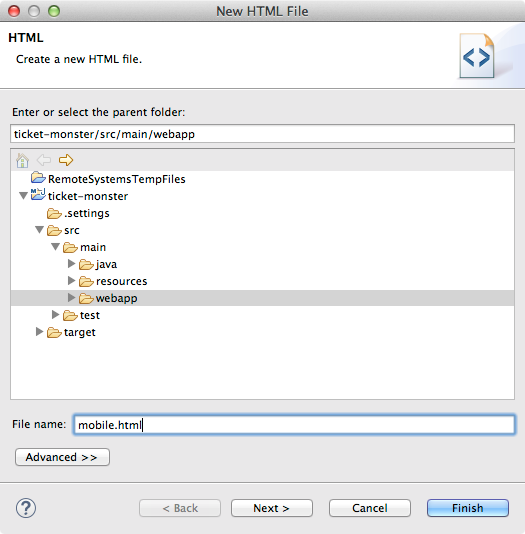 New HTML File
HTML
Create a new HTML file.
Enter or select the parent folder:
ticket-monster/src/main/webapp
RemoteSystemsTempFiles
ticket-monster
.settings
src
main
java
resources
webapp
test
target
File name: mobile.html
Advanced >>
? < Back Next > Cancel Finish